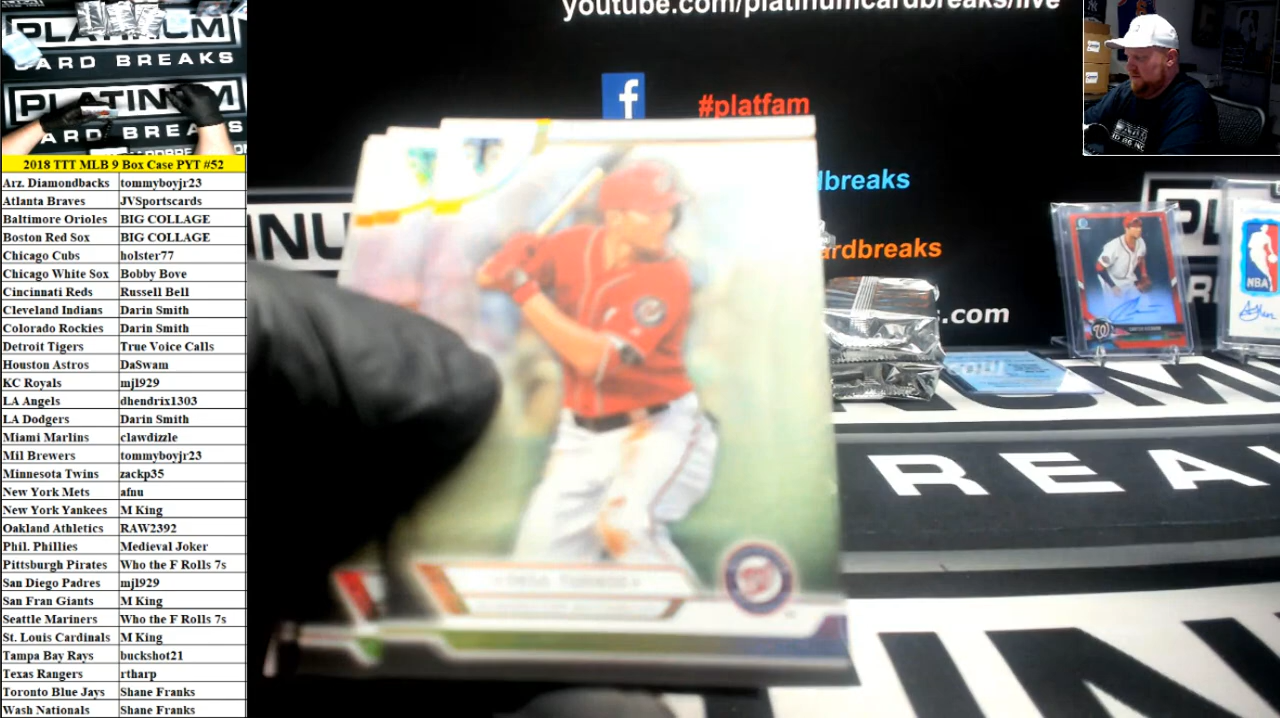 youtube.com/platinumcardbreaks/live
PLATINUM
CARD BREAKS
PLATINUM
CARD BREAKS
f
#platfam
breaks
ardbreaks
.com
INU
NBA
REA
2018 TTT MLB 9 Box Case PYT #52
Arz. Diamondbacks tommyboyjr23
Atlanta Braves JVSportscards
Baltimore Orioles BIG COLLAGE
Boston Red Sox BIG COLLAGE
Chicago Cubs holster77
Chicago White Sox Bobby Bove
Cincinnati Reds Russell Bell
Cleveland Indians Darin Smith
Colorado Rockies Darin Smith
Detroit Tigers True Voice Calls
Houston Astros DaSwam
KC Royals mjl929
LA Angels dhendrix1303
LA Dodgers Darin Smith
Miami Marlins clawdizzle
Mil Brewers tommyboyjr23
Minnesota Twins zackp35
New York Mets afnu
New York Yankees M King
Oakland Athletics RAW2392
Phil. Phillies Medieval Joker
Pittsburgh Pirates Who the F Rolls 7s
San Diego Padres mjl929
San Fran Giants M King
Seattle Mariners Who the F Rolls 7s
St. Louis Cardinals M King
Tampa Bay Rays buckshot21
Texas Rangers rtharp
Toronto Blue Jays Shane Franks
Wash Nationals Shane Franks